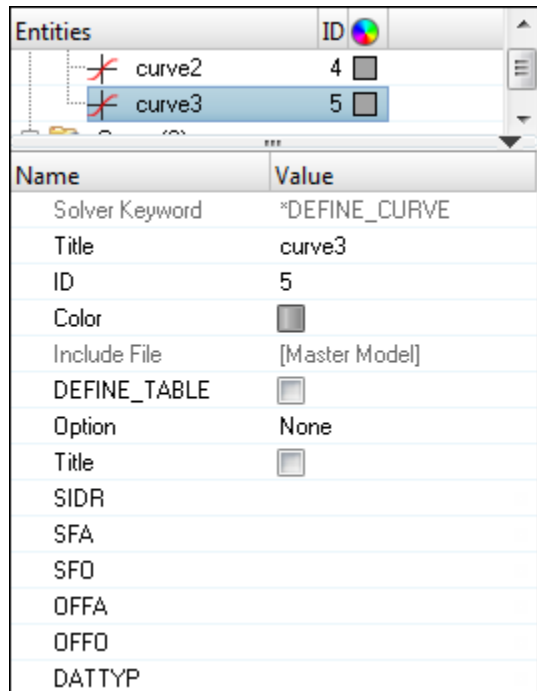 Entities ID
curve2 4
curve3 5
Name Value
Solver Keyword *DEFINE_CURVE
Title curve3
ID 5
Color
Include File [Master Model]
DEFINE_TABLE
Option None
Title
SIDR
SFA
SFO
OFFA
OFFO
DATTYP